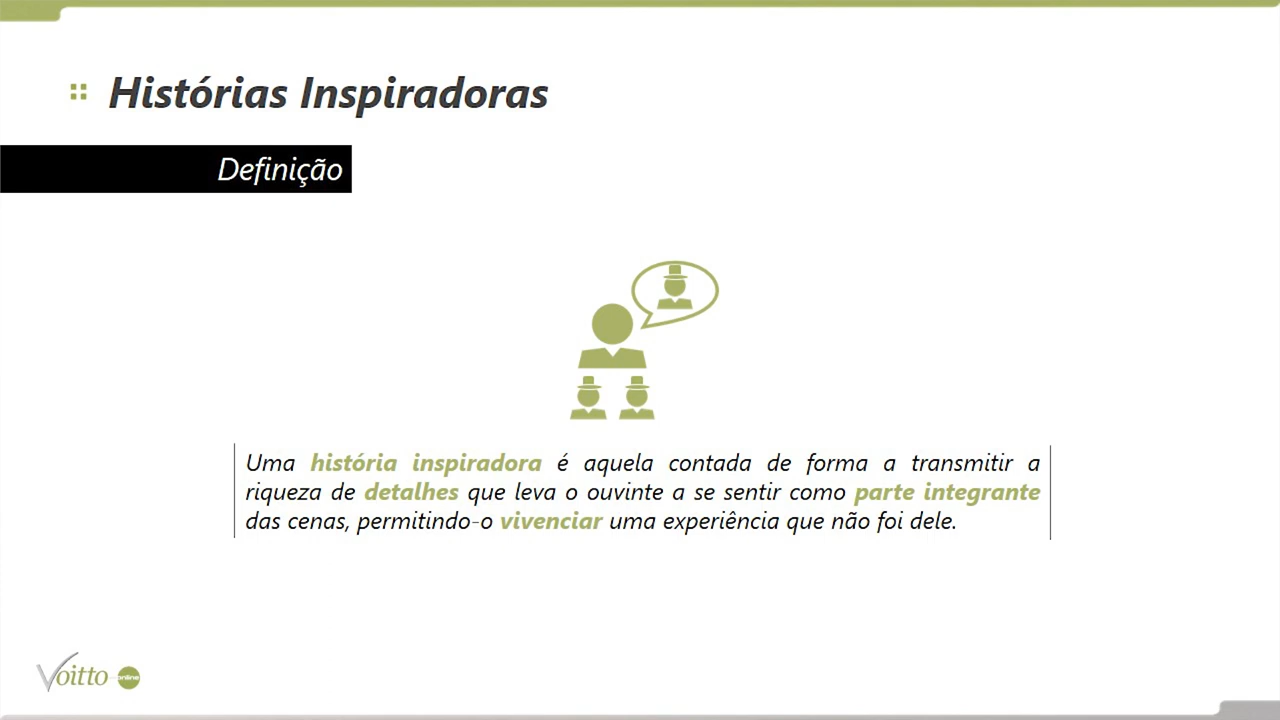 Histórias Inspiradoras
Definição
Uma história inspiradora é aquela contada de forma a transmitir a
riqueza de detalhes que leva o ouvinte a se sentir como parte integrante
das cenas, permitindo-o vivenciar uma experiência que não foi dele.
Voitto online